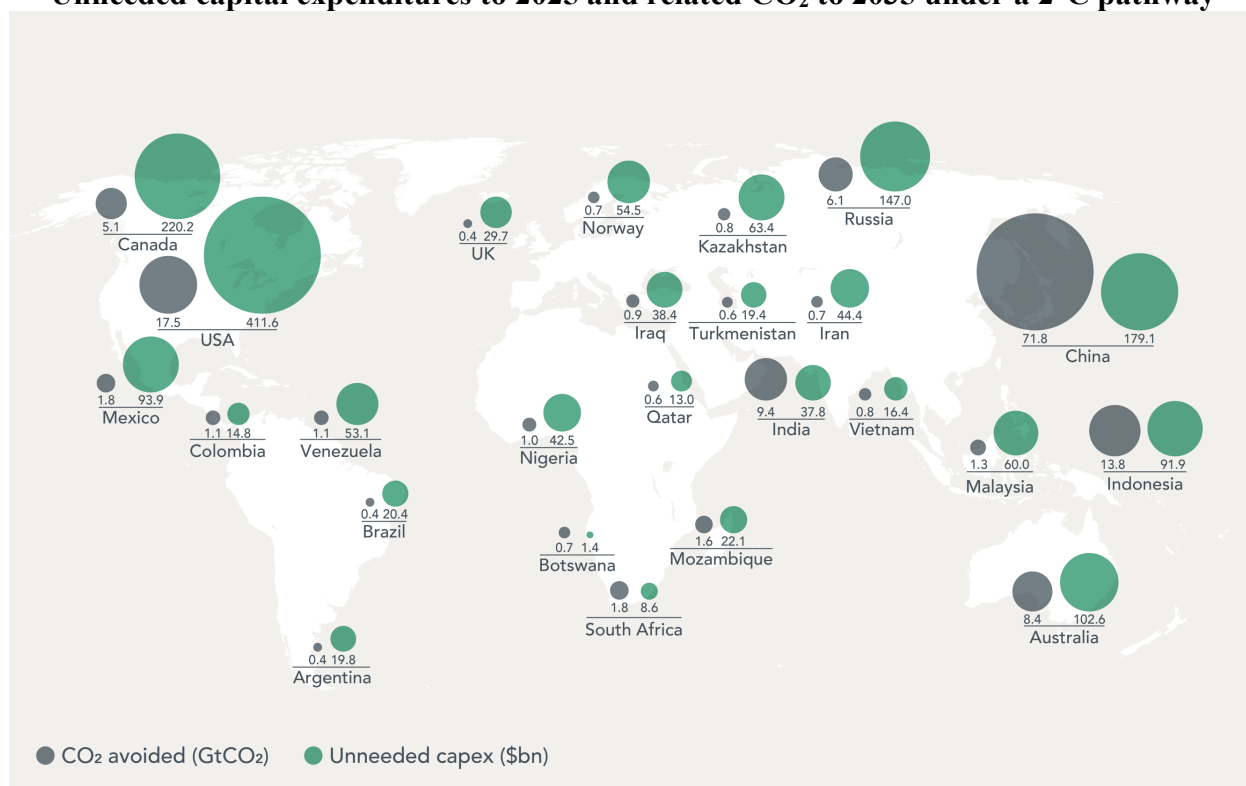 Unneeded capital expenditures to 2025 and related CO₂ to 2035 under a 2°C pathway
6.1 147.0
Russia
0.7 54.5
Norway
5.1 220.2
Canada
0.4 29.7
UK
0.8 63.4
Kazakhstan
17.5 411.6
USA
0.9 38.4
Iraq
0.6 19.4
Turkmenistan
0.7 44.4
Iran
71.8 179.1
China
1.8 93.9
Mexico
0.6 13.0
Qatar
9.4 37.8
India
0.8 16.4
Vietnam
1.1 14.8
Colombia
1.1 53.1
Venezuela
1.0 42.5
Nigeria
1.3 60.0
Malaysia
13.8 91.9
Indonesia
0.4 20.4
Brazil
0.7 1.4
Botswana
1.6 22.1
Mozambique
1.8 8.6
South Africa
8.4 102.6
Australia
0.4 19.8
Argentina
CO₂ avoided (GtCO₂) Unneeded capex ($bn)